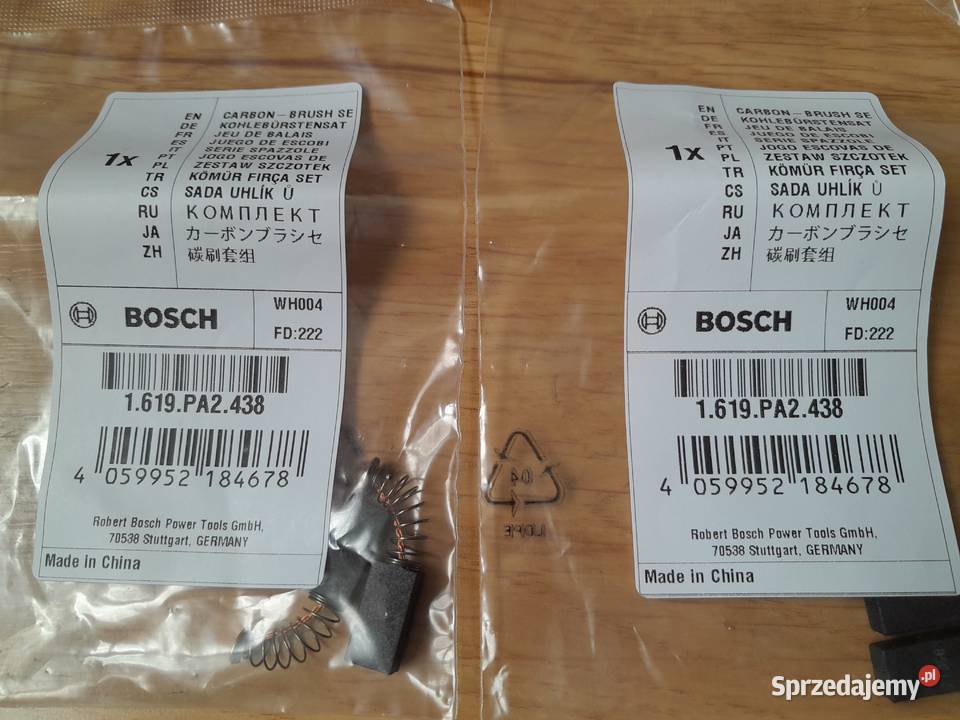 1x
EN CARBON-BRUSH SE
DE KOHLEBÜRSTENSAT
FR JEU DE BALAIS
ES JUEGO DE ESCOBI
IT SERIE SPAZZOLE
PT JOGO ESCOVAS DE
PL ZESTAW SZCZOTEK
TR KÖMÜR FIRÇA SET
CS SADA UHLÍK Ů
RU КОМПЛЕКТ
JA カーボンブラシセ
ZH 碳刷套组
BOSCH
WH004
FD:222
1.619.PA2.438
4 059952 184678
Robert Bosch Power Tools GmbH,
70538 Stuttgart, GERMANY
Made in China
1x
EN CARBON-BRUSH SE
DE KOHLEBÜRSTENSAT
FR JEU DE BALAIS
ES JUEGO DE ESCOBI
IT SERIE SPAZZOLE
PT JOGO ESCOVAS DE
PL ZESTAW SZCZOTEK
TR KÖMÜR FIRÇA SET
CS SADA UHLÍK Ů
RU КОМПЛЕКТ
JA カーボンブラシセ
ZH 碳刷套组
BOSCH
WH004
FD:222
1.619.PA2.438
4 059952 184678
Robert Bosch Power Tools GmbH,
70538 Stuttgart, GERMANY
Made in China
04
Sprzedajemy.pl